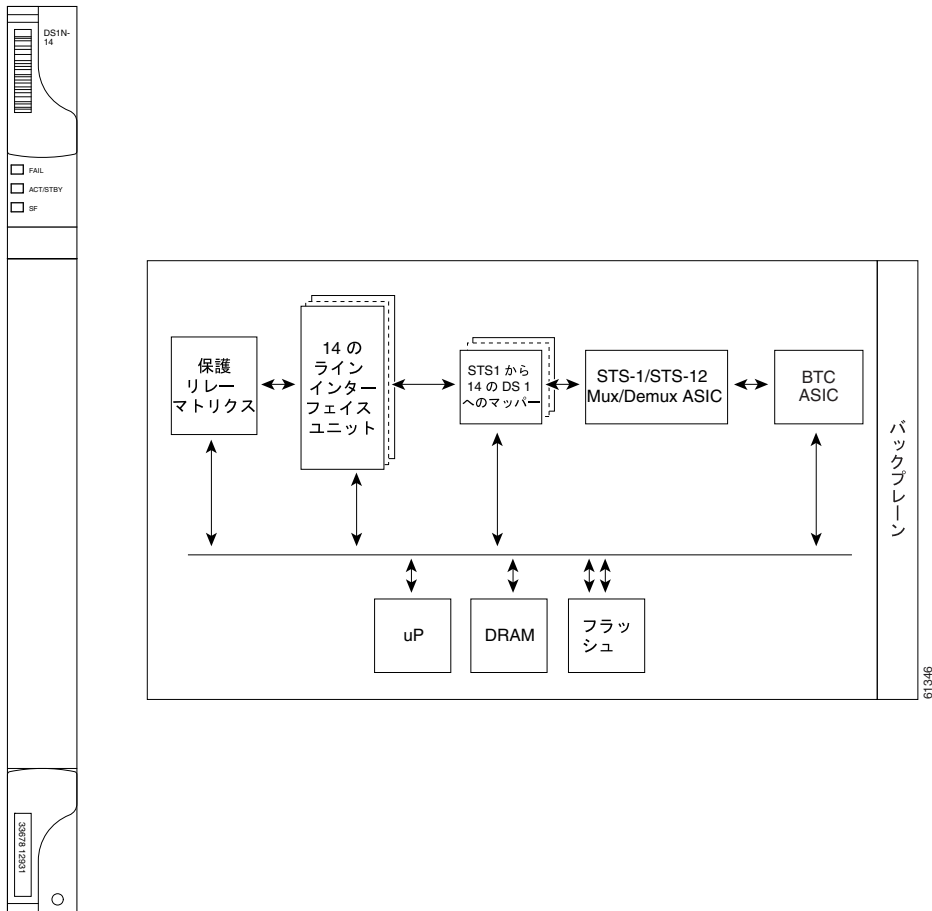 DS1N-
14
FAIL
ACT/STBY
SF
33678 12931
保護
リレー
マトリクス
14 の
ライン
インター
フェイス
ユニット
STS1 から
14 の DS 1
へのマッパー
STS-1/STS-12
Mux/Demux ASIC
BTC
ASIC
uP
DRAM
フラッ
シュ
バックプレーン
61346